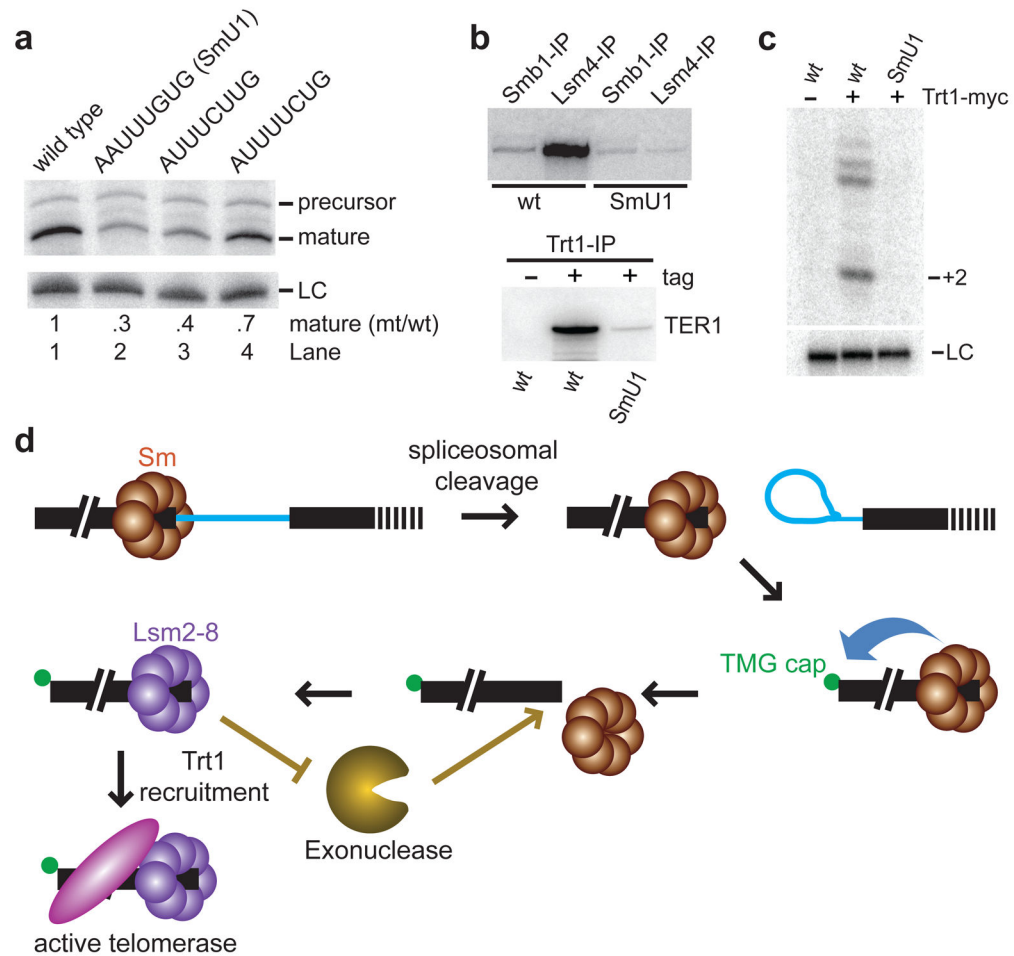 a
wild type
AAUUUGUG (SmU1)
AUUUCUUG
AUUUUCUG
precursor
mature
LC
1 .3 .4 .7 mature (mt/wt)
1 2 3 4 Lane
b
Smb1-IP
Lsm4-IP
Smb1-IP
Lsm4-IP
wt SmU1
Trt1-IP
– + + tag
TER1
wt
wt
SmU1
c
wt
wt
SmU1
– + + Trt1-myc
+2
LC
d
Sm
spliceosomal
cleavage
TMG cap
Lsm2-8
Trt1
recruitment
Exonuclease
active telomerase